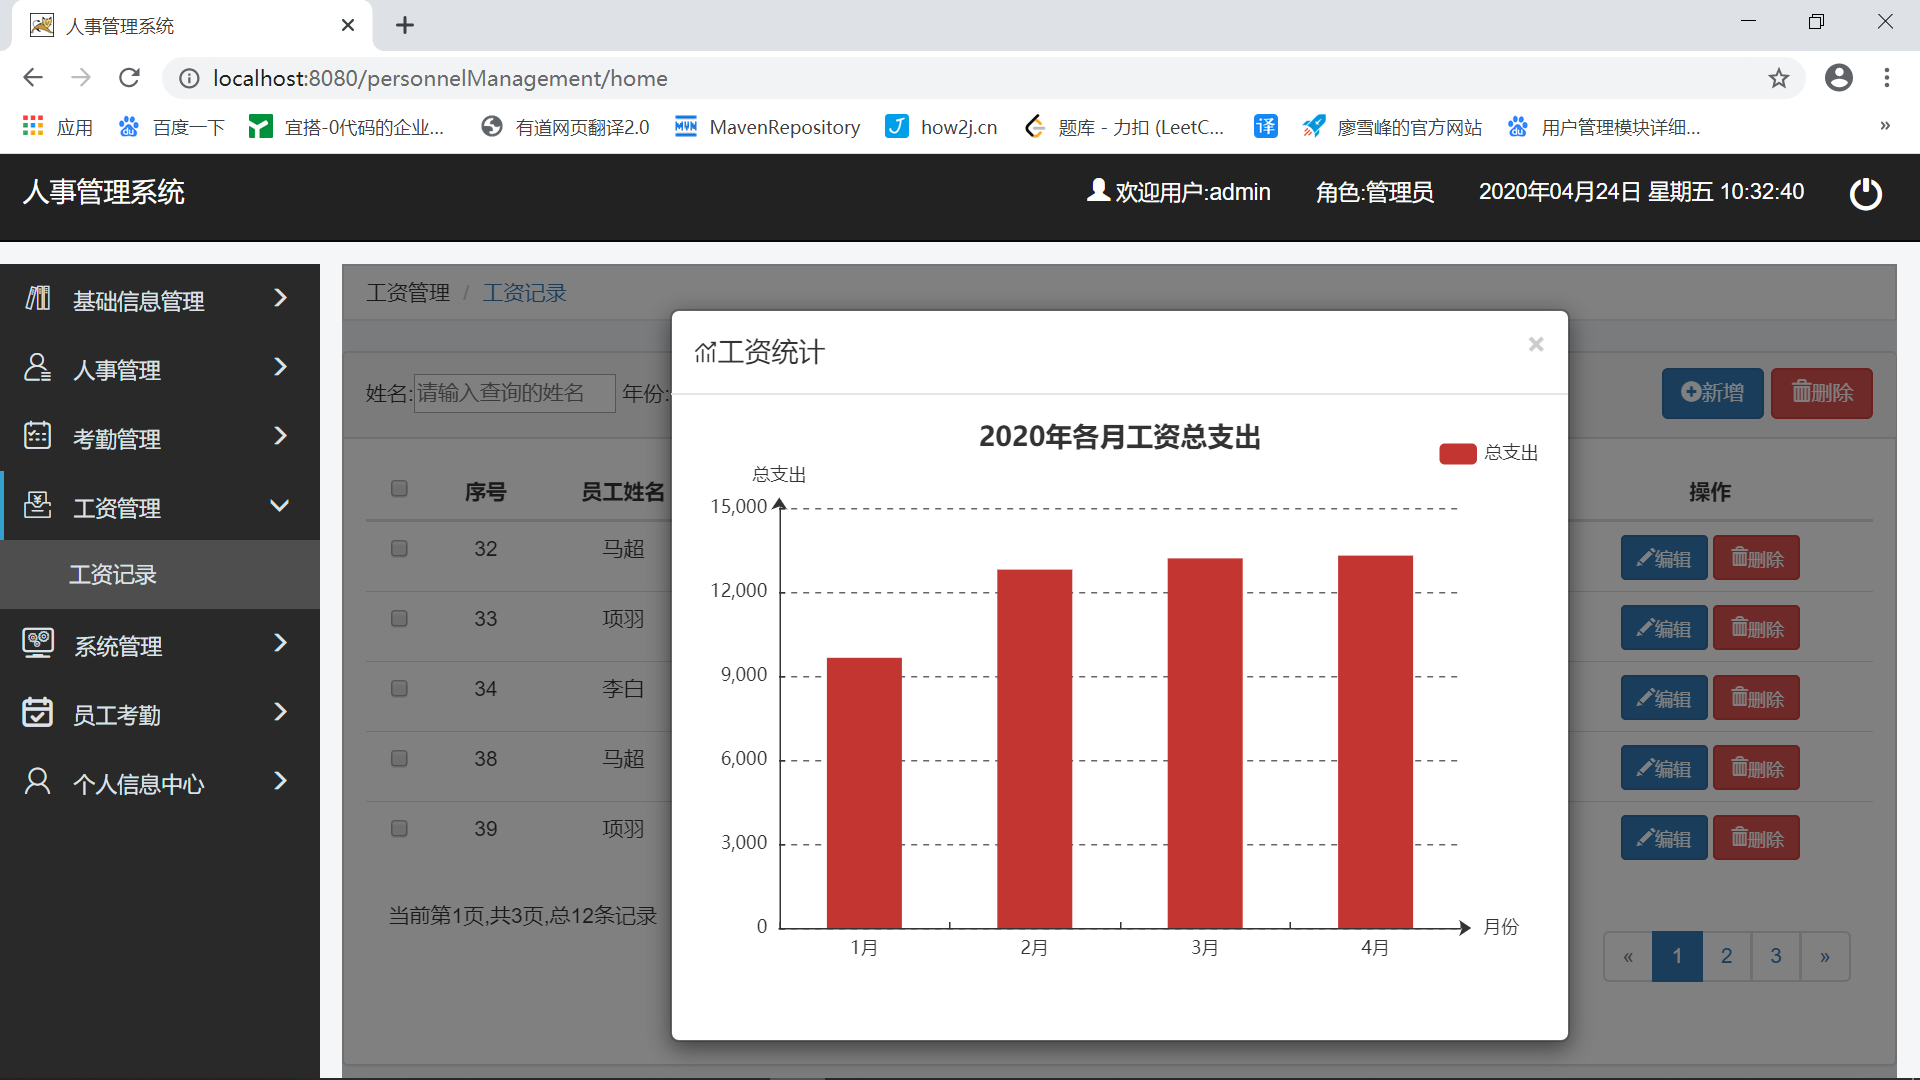 人事管理系统
localhost:8080/personnelManagement/home
应用 百度一下 宜搭-0代码的企业... 有道网页翻译2.0 MavenRepository how2j.cn 题库 - 力扣 (LeetC... 译 廖雪峰的官方网站 用户管理模块详细... »
人事管理系统 欢迎用户:admin 角色:管理员 2020年04月24日 星期五 10:32:40
基础信息管理
人事管理
考勤管理
工资管理
工资记录
系统管理
员工考勤
个人信息中心
工资管理 / 工资记录
姓名: 请输入查询的姓名 年份: 新增 删除
序号 员工姓名 操作
32 马超 编辑 删除
33 项羽 编辑 删除
34 李白 编辑 删除
38 马超 编辑 删除
39 项羽 编辑 删除
当前第1页,共3页,总12条记录
« 1 2 3 »
工资统计 ×
2020年各月工资总支出
总支出
总支出
15,000
12,000
9,000
6,000
3,000
0
1月 2月 3月 4月
月份